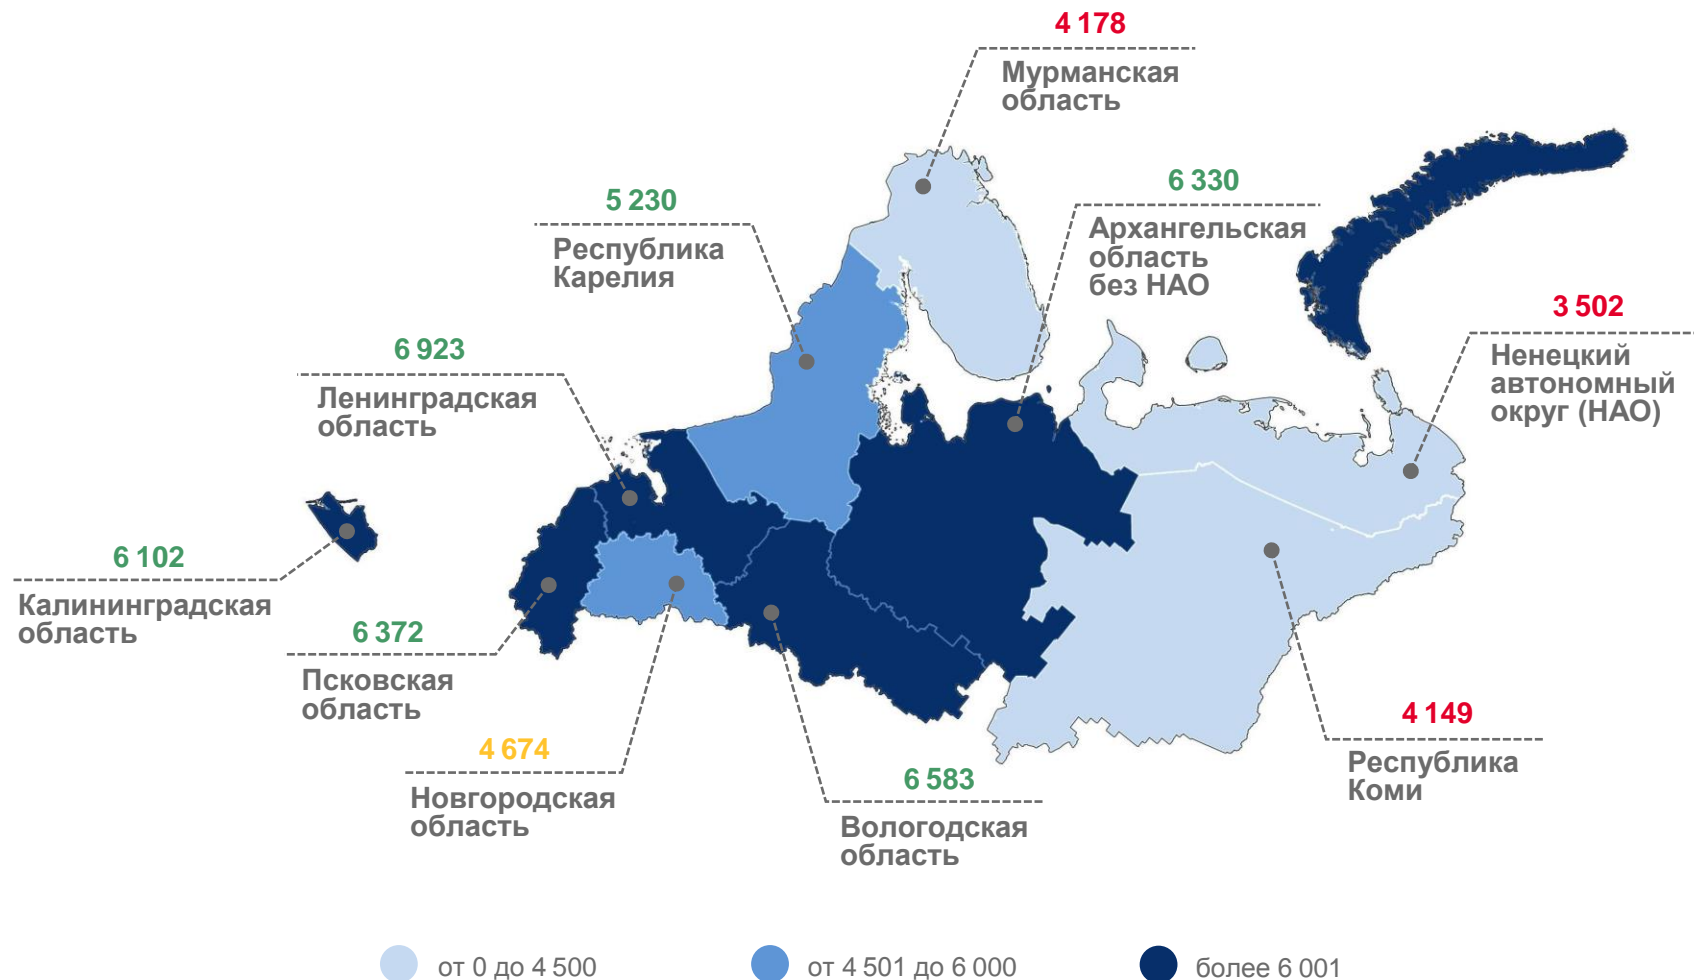 4 178
Мурманская
область
5 230
Республика
Карелия
6 330
Архангельская
область
без НАО
3 502
Ненецкий
автономный
округ (НАО)
6 923
Ленинградская
область
6 102
Калининградская
область
6 372
Псковская
область
4 674
Новгородская
область
6 583
Вологодская
область
4 149
Республика
Коми
от 0 до 4 500
от 4 501 до 6 000
более 6 001